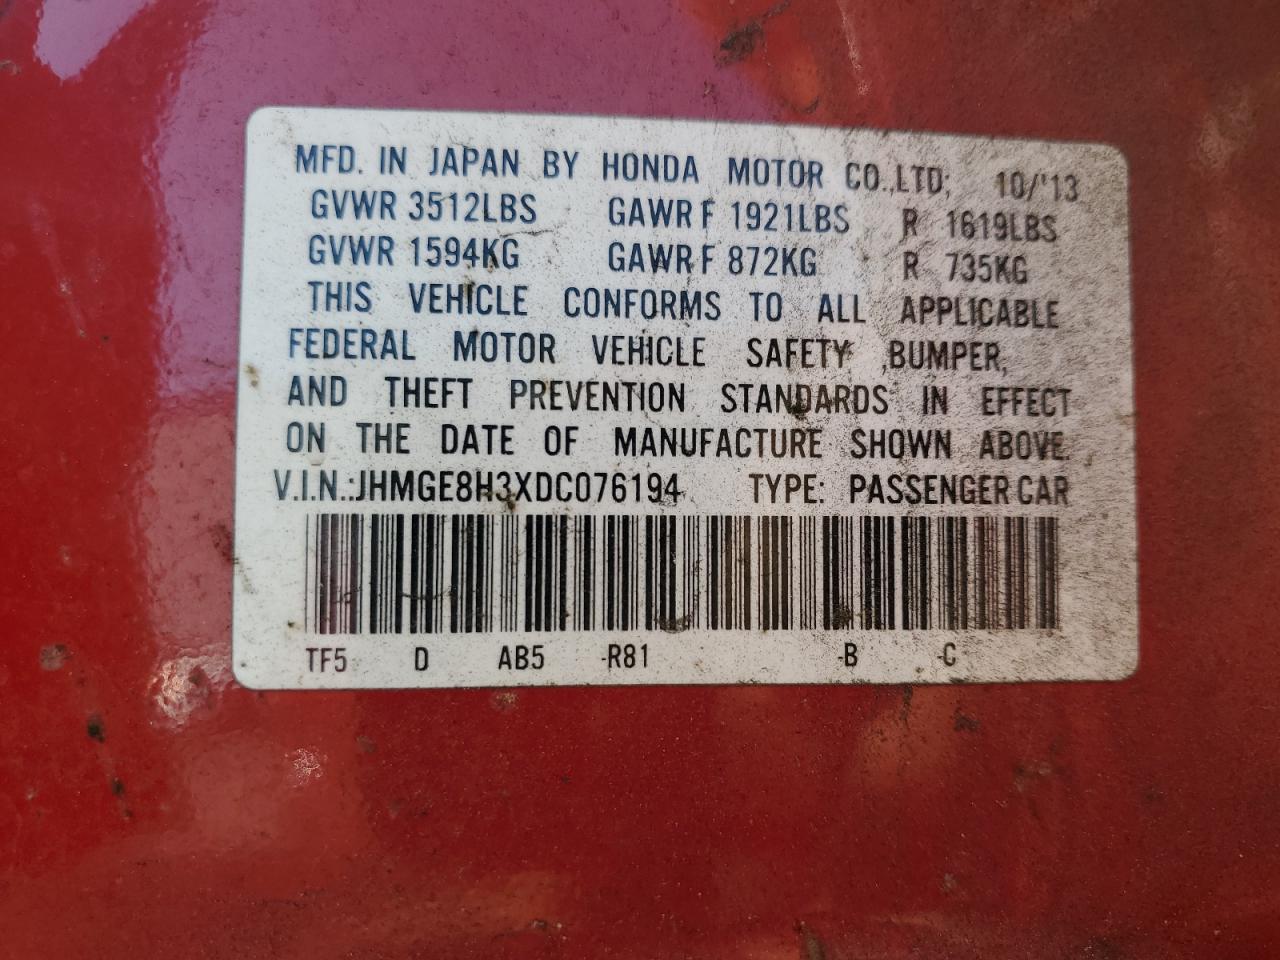 MFD. IN JAPAN BY HONDA MOTOR CO.,LTD; 10/'13
GVWR 3512LBS GAWR F 1921LBS R 1619LBS
GVWR 1594KG GAWR F 872KG R 735KG
THIS VEHICLE CONFORMS TO ALL APPLICABLE
FEDERAL MOTOR VEHICLE SAFETY ,BUMPER,
AND THEFT PREVENTION STANDARDS IN EFFECT
ON THE DATE OF MANUFACTURE SHOWN ABOVE.
V.I.N.:JHMGE8H3XDC076194 TYPE: PASSENGER CAR
TF5 D AB5 -R81 -B -C